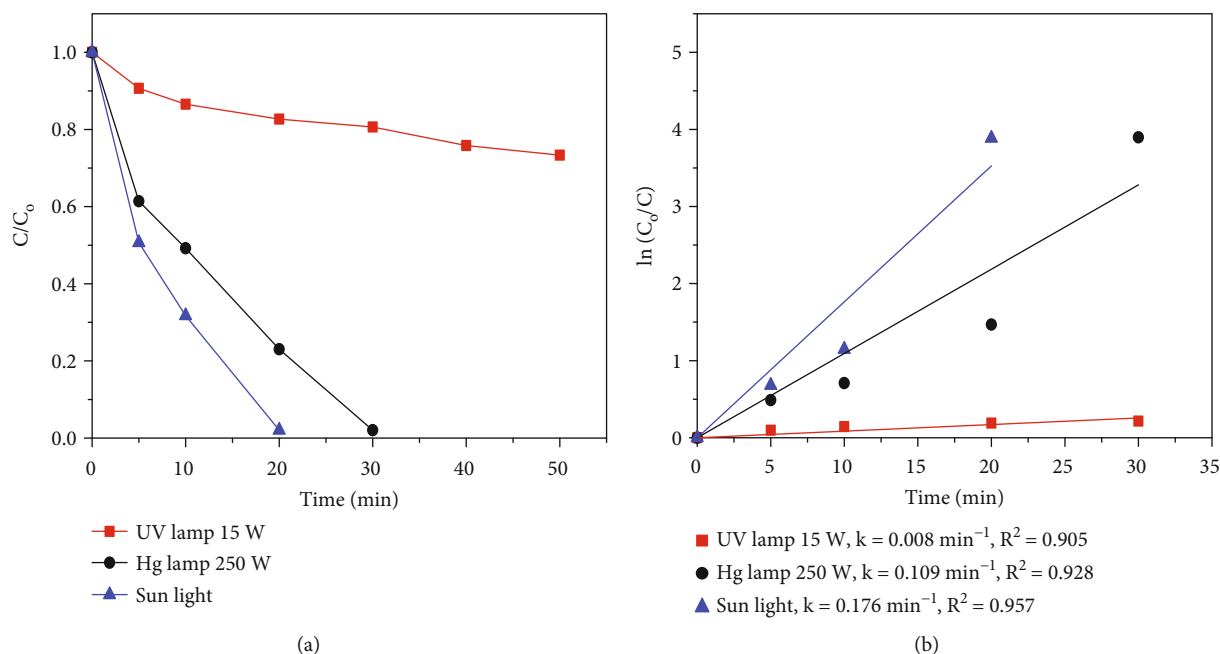 1.0
0.8
0.6
0.4
0.2
0.0
C/Cₒ
0 10 20 30 40 50
Time (min)
UV lamp 15 W
Hg lamp 250 W
Sun light
(a)
5
4
3
2
1
0
ln (Cₒ/C)
0 5 10 15 20 25 30 35
Time (min)
UV lamp 15 W, k = 0.008 min⁻¹, R² = 0.905
Hg lamp 250 W, k = 0.109 min⁻¹, R² = 0.928
Sun light, k = 0.176 min⁻¹, R² = 0.957
(b)